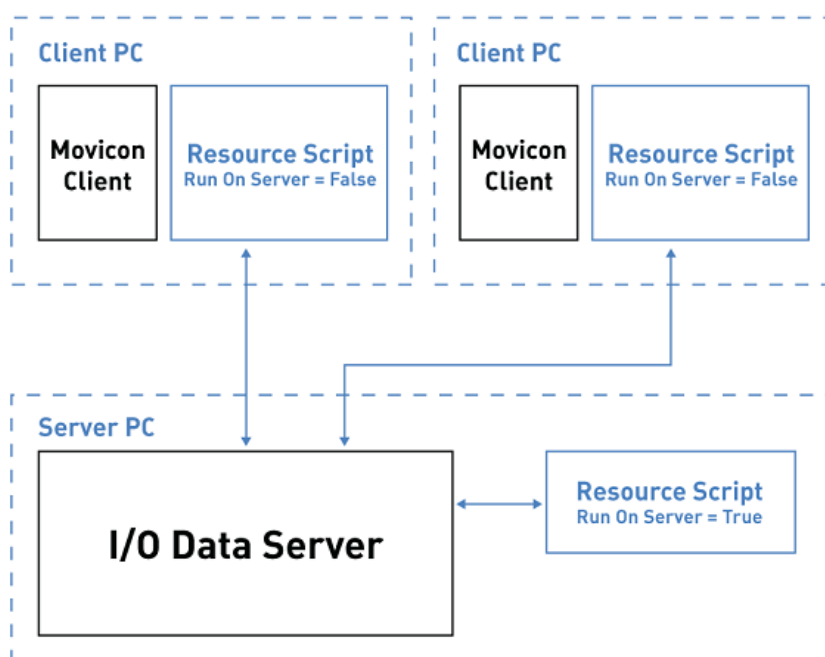 Client PC
Movicon
Client
Resource Script
Run On Server = False
Client PC
Movicon
Client
Resource Script
Run On Server = False
Server PC
I/O Data Server
Resource Script
Run On Server = True